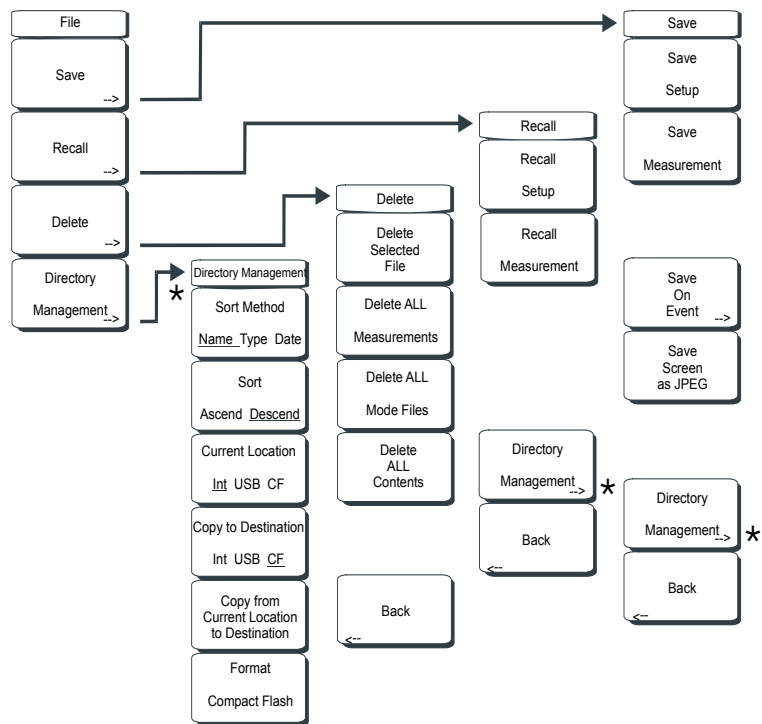 File
Save
-->
Recall
-->
Delete
-->
Directory
Management
-->
*
Directory Management
Sort Method
Name Type Date
Sort
Ascend Descend
Current Location
Int USB CF
Copy to Destination
Int USB CF
Copy from
Current Location
to Destination
Format
Compact Flash
Delete
Delete
Selected
File
Delete ALL
Measurements
Delete ALL
Mode Files
Delete
ALL
Contents
Back
<--
Recall
Recall
Setup
Recall
Measurement
Directory
Management
-->
*
Back
<--
Save
Save
Setup
Save
Measurement
Save
On
Event
-->
Save
Screen
as JPEG
Directory
Management
-->
*
Back
<--